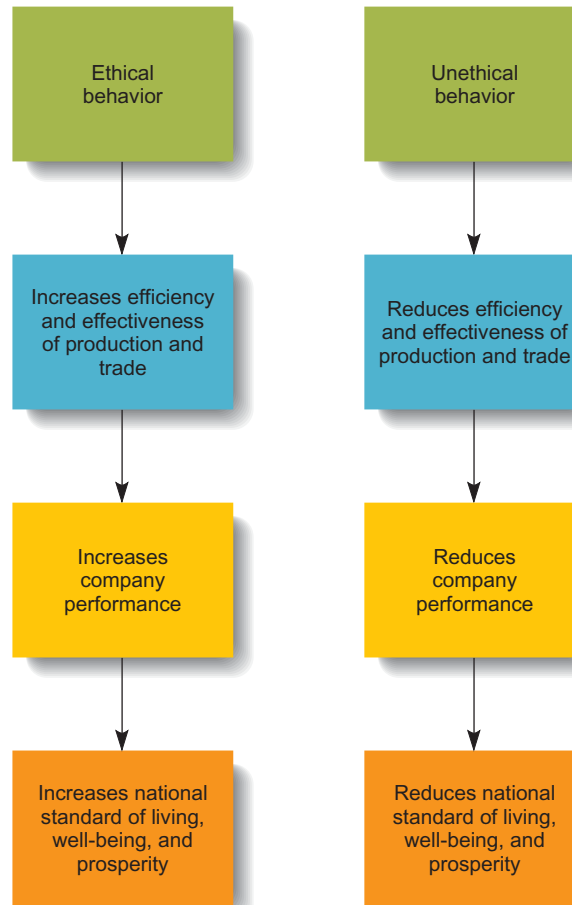 Ethical
behavior
Increases efficiency
and effectiveness
of production and
trade
Increases
company
performance
Increases national
standard of living,
well-being, and
prosperity
Unethical
behavior
Reduces efficiency
and effectiveness of
production and trade
Reduces
company
performance
Reduces national
standard of living,
well-being, and
prosperity